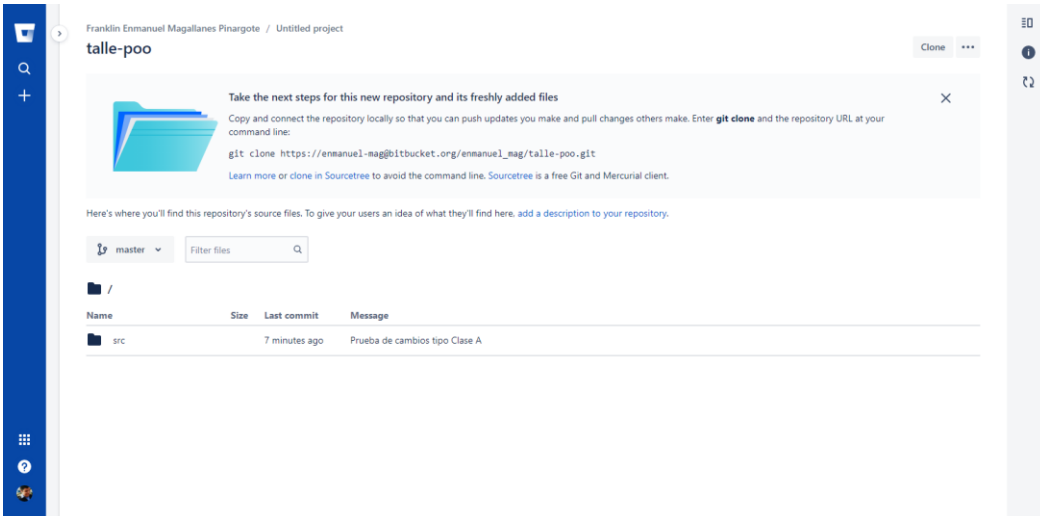 Franklin Enmanuel Magallanes Pinargote / Untitled project
talle-poo
Clone
Take the next steps for this new repository and its freshly added files
Copy and connect the repository locally so that you can push updates you make and pull changes others make. Enter git clone and the repository URL at your
command line:
git clone https://enmanuel-mag@bitbucket.org/enmanuel_mag/talle-poo.git
Learn more or clone in Sourcetree to avoid the command line. Sourcetree is a free Git and Mercurial client.
Here's where you'll find this repository's source files. To give your users an idea of what they'll find here, add a description to your repository.
master Filter files
/
Name Size Last commit Message
src 7 minutes ago Prueba de cambios tipo Clase A